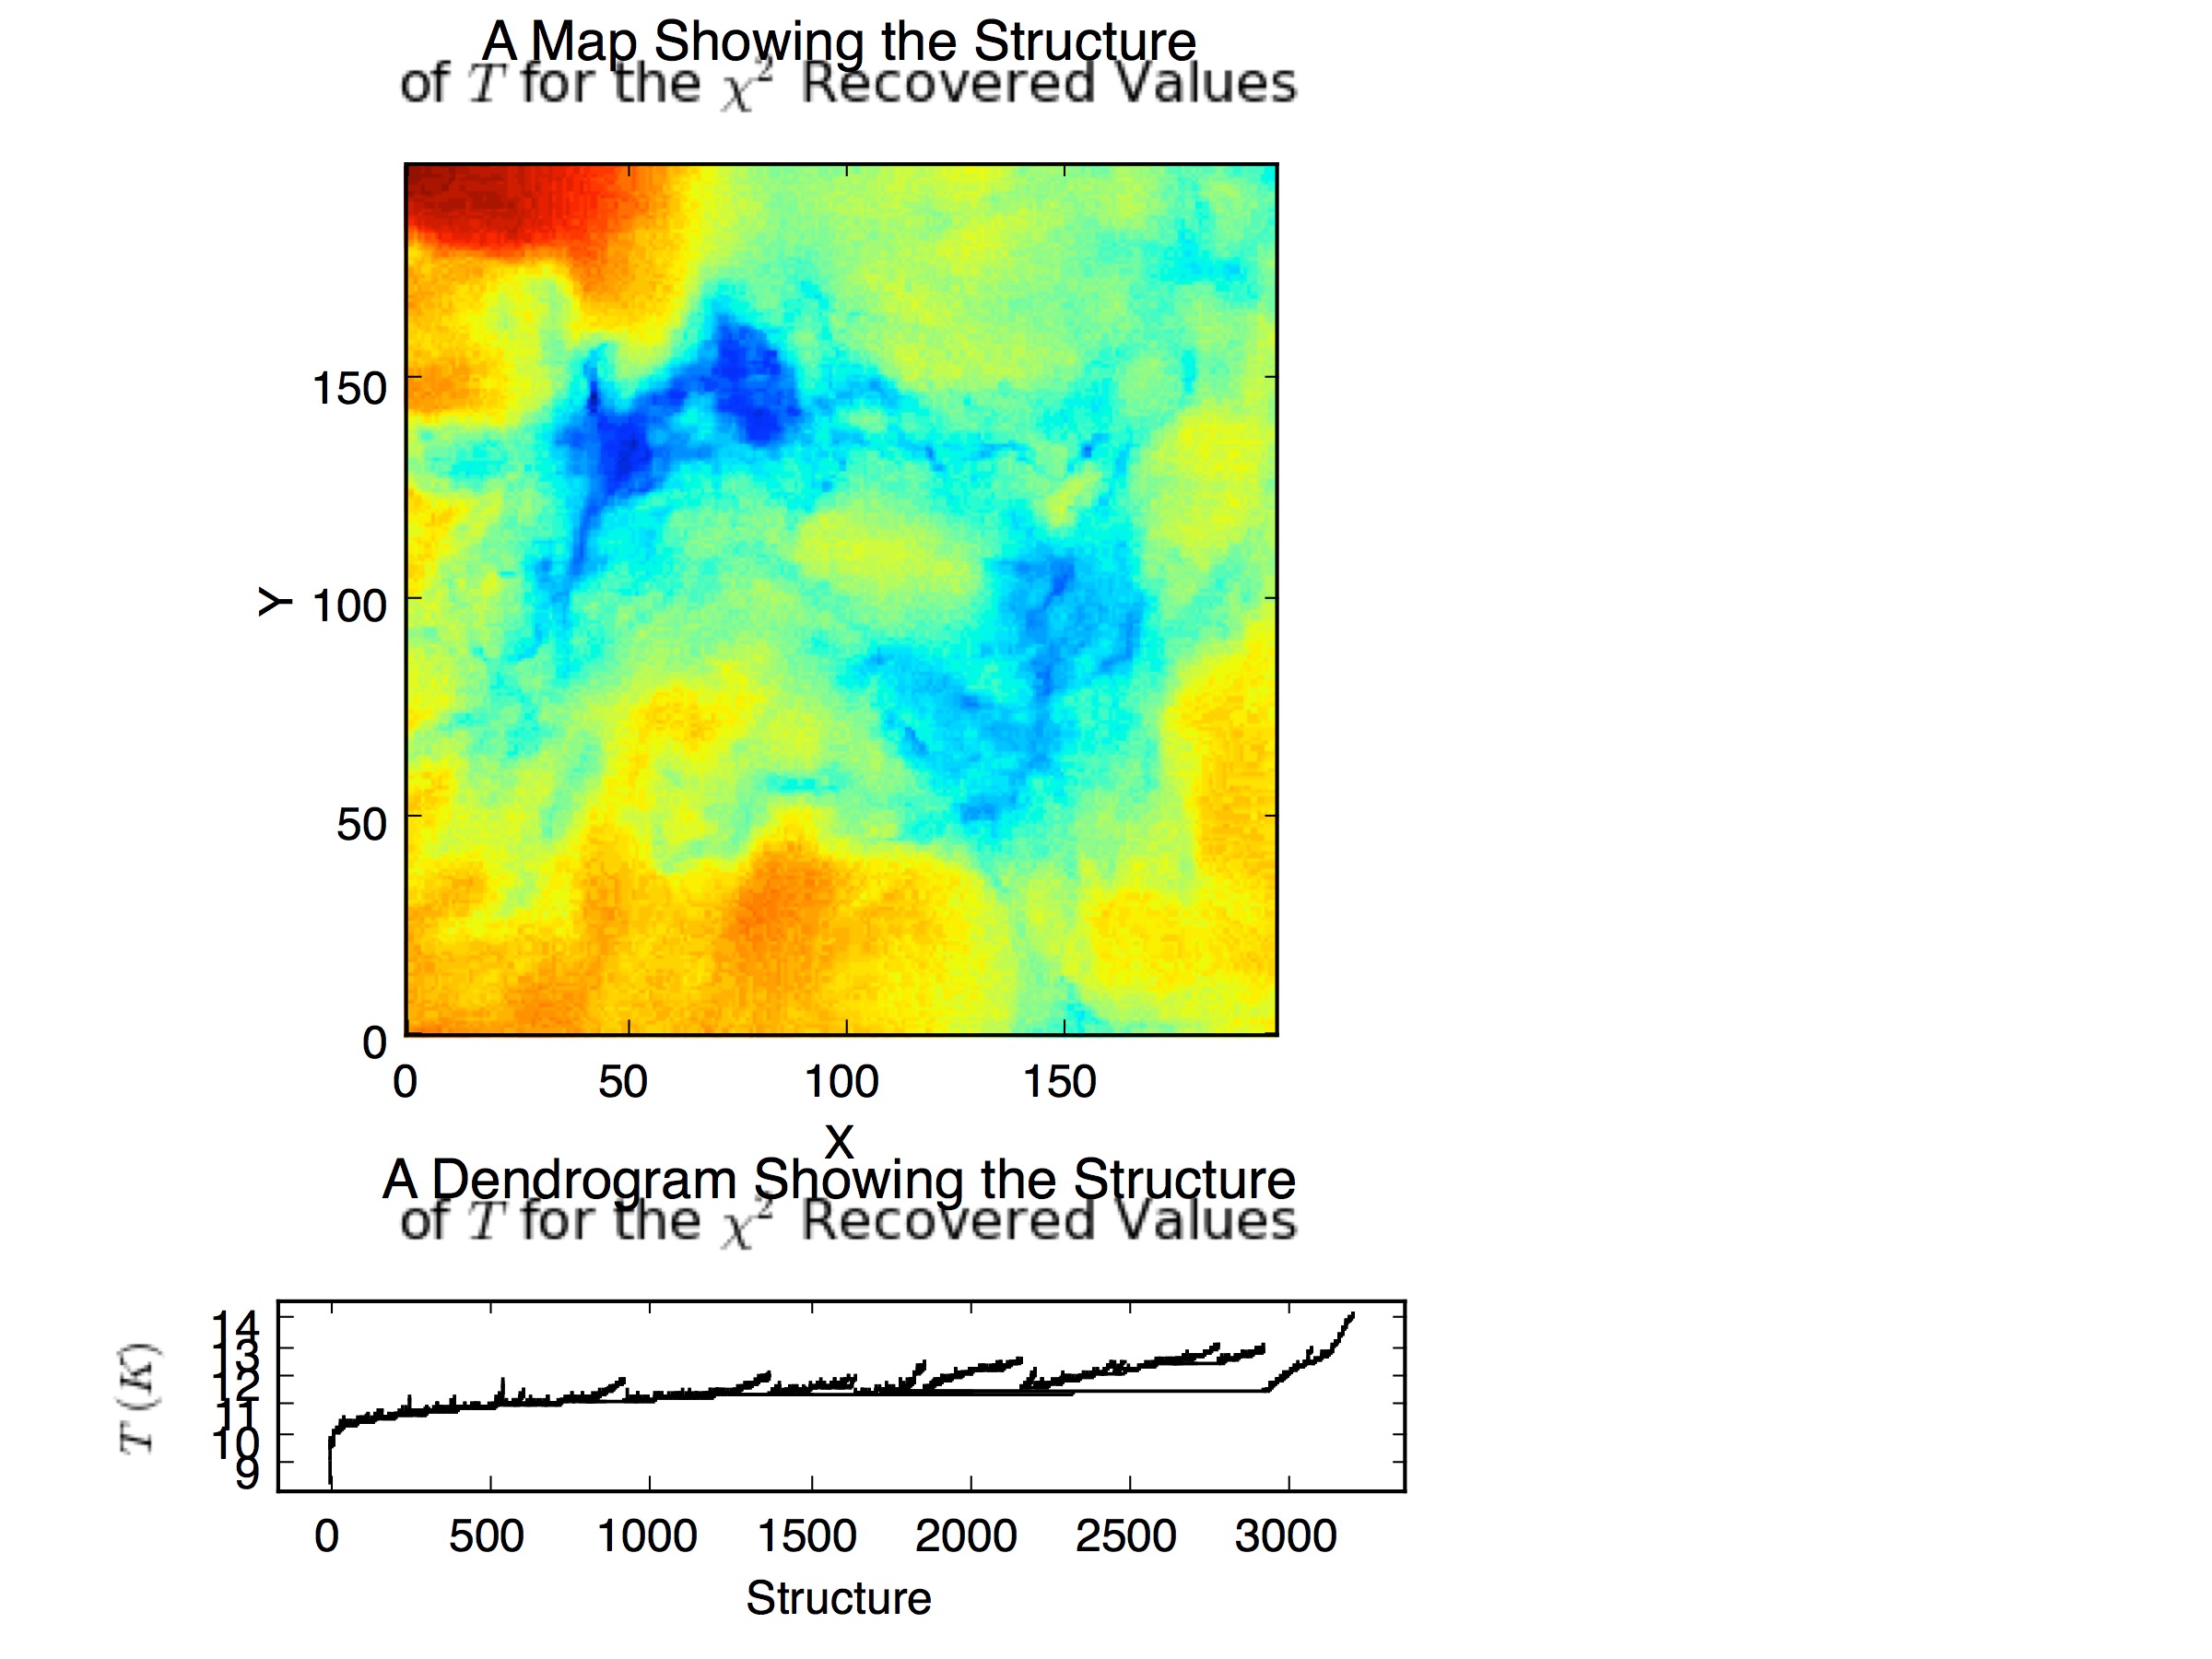 A Map Showing the Structure
of T for the χ² Recovered Values
150
Y 100
50
0
0 50 100 150
X
A Dendrogram Showing the Structure
of T for the χ² Recovered Values
14
13
12
11
10
9
T (K)
0 500 1000 1500 2000 2500 3000
Structure